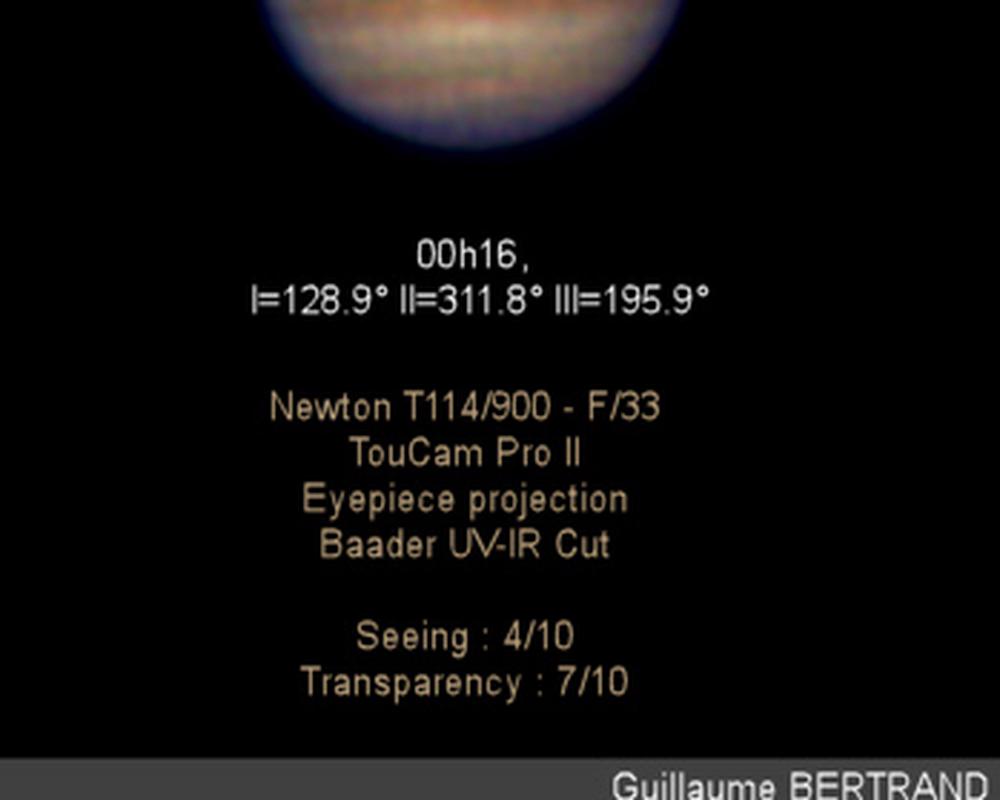 00h16,
I=128.9° II=311.8° III=195.9°
Newton T114/900 - F/33
TouCam Pro II
Eyepiece projection
Baader UV-IR Cut
Seeing : 4/10
Transparency : 7/10
Guillaume BERTRAND